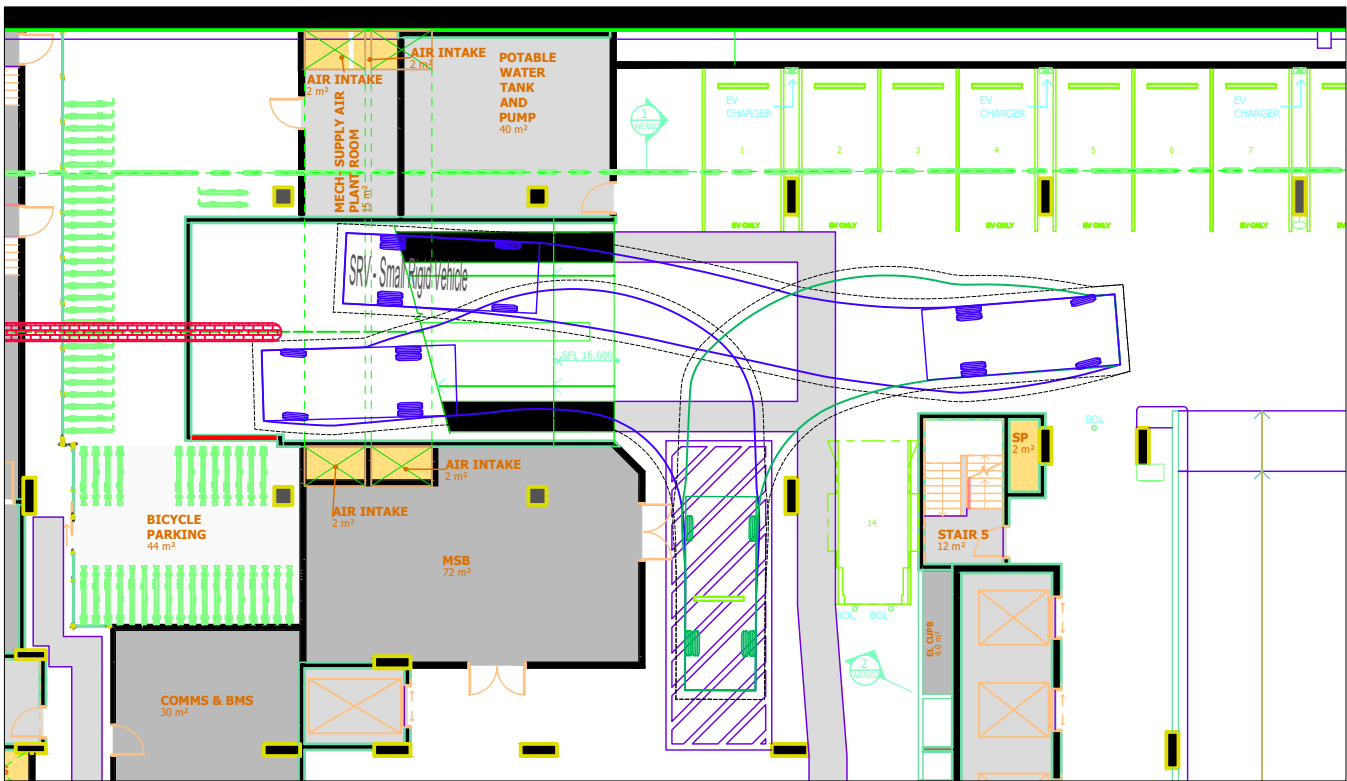 AIR INTAKE
2 m²
AIR INTAKE
2 m²
MECH- SUPPLY AIR
PLANT ROOM
15 m²
POTABLE
WATER
TANK
AND
PUMP
40 m²
1
AB3002
EV
CHARGER
EV
CHARGER
EV
CHARGER
1
2
3
4
5
6
7
EV ONLY
EV ONLY
EV ONLY
EV ONLY
EV ONLY
SRV - Small Rigid Vehicle
SFL 16.600
BOL
SP
2 m²
AIR INTAKE
2 m²
AIR INTAKE
2 m²
BICYCLE
PARKING
44 m²
MSB
72 m²
14
STAIR 5
12 m²
BOL
BOL
EL CUPB
4.0 m²
2
AB3002
COMMS & BMS
30 m²